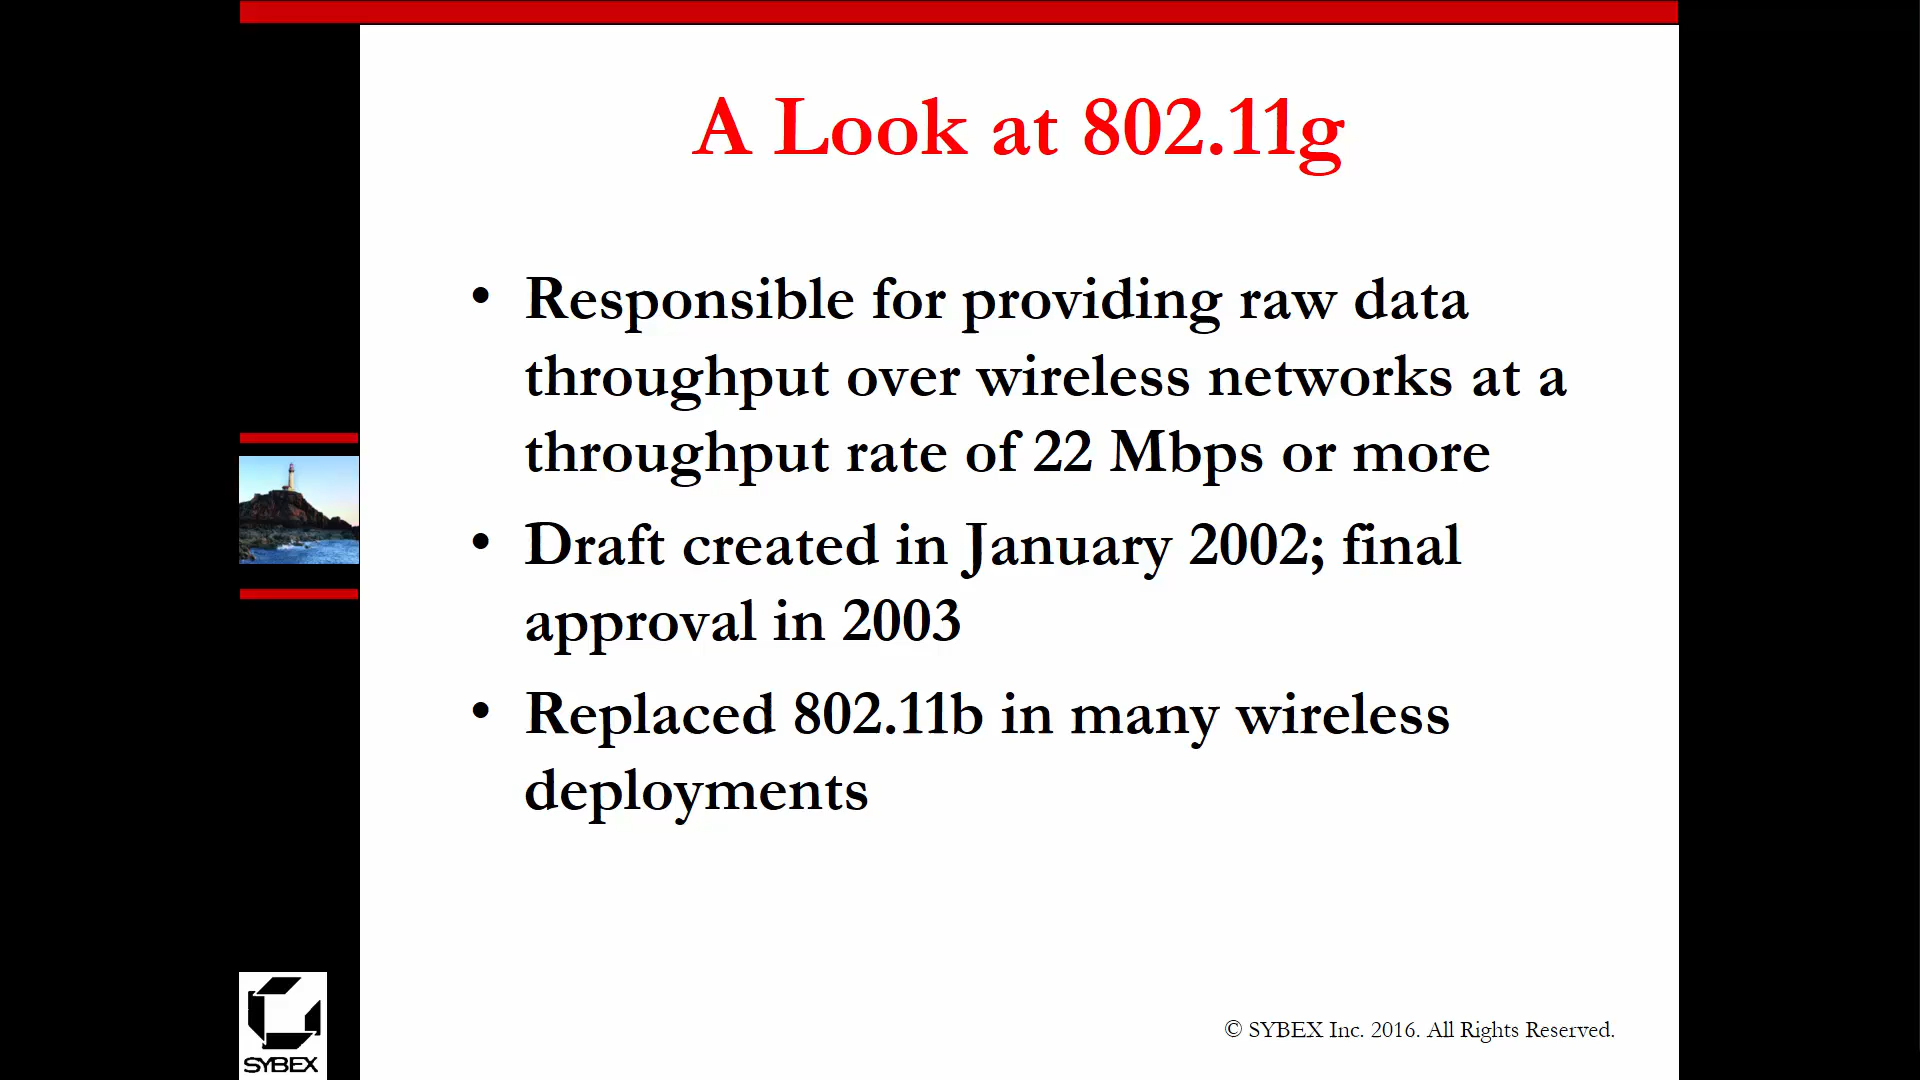 A Look at 802.11g
• Responsible for providing raw data
throughput over wireless networks at a
throughput rate of 22 Mbps or more
• Draft created in January 2002; final
approval in 2003
• Replaced 802.11b in many wireless
deployments
© SYBEX Inc. 2016. All Rights Reserved.
SYBEX